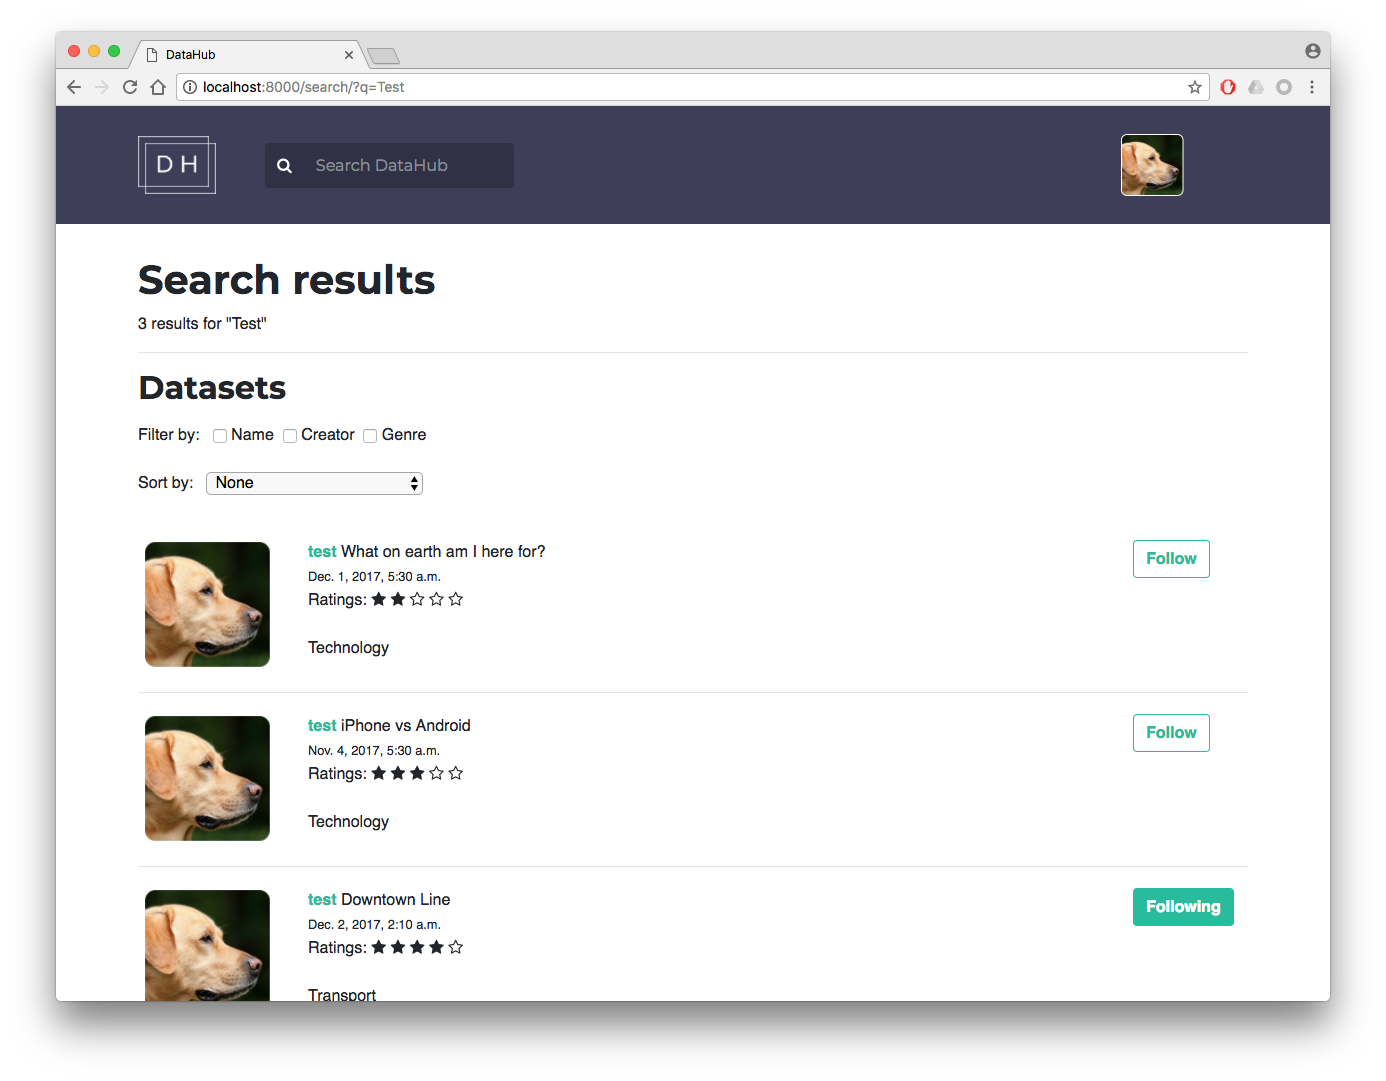 DataHub
localhost:8000/search/?q=Test
D H
Search DataHub
Search results
3 results for "Test"
Datasets
Filter by: Name Creator Genre
Sort by: None
test What on earth am I here for?
Follow
Dec. 1, 2017, 5:30 a.m.
Ratings:
Technology
test iPhone vs Android
Follow
Nov. 4, 2017, 5:30 a.m.
Ratings:
Technology
test Downtown Line
Following
Dec. 2, 2017, 2:10 a.m.
Ratings:
Transport